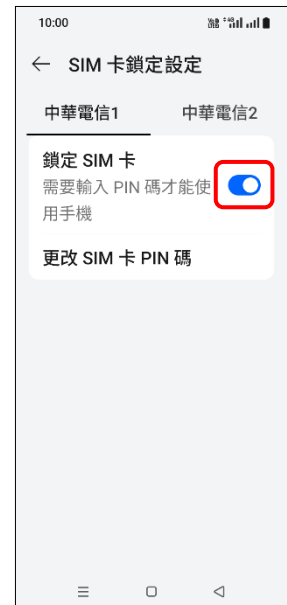 10:00
SIM 卡鎖定設定
中華電信1 中華電信2
鎖定 SIM 卡
需要輸入 PIN 碼才能使
用手機
更改 SIM 卡 PIN 碼